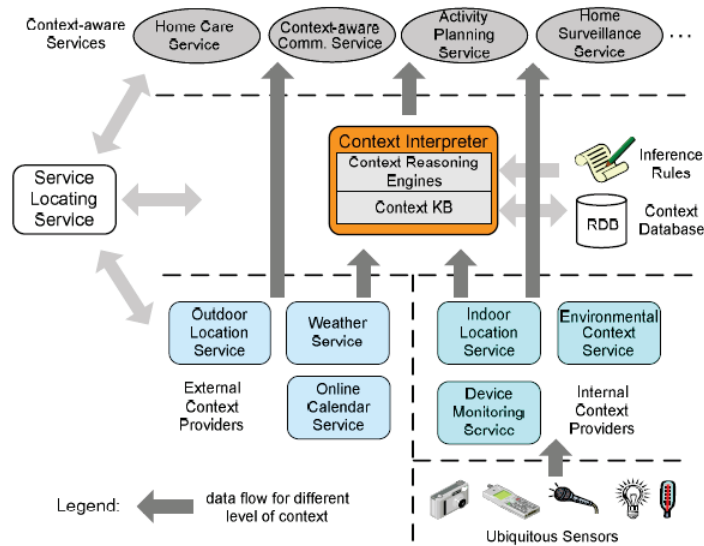 Context-aware
Services
Home Care
Service
Context-aware
Comm. Service
Activity
Planning
Service
Home
Surveillance
Service
...
Service
Locating
Service
Context Interpreter
Context Reasoning
Engines
Context KB
Inference
Rules
RDB
Context
Database
Outdoor
Location
Service
Weather
Service
Indoor
Location
Service
Environmental
Context
Service
External
Context
Providers
Online
Calendar
Service
Device
Monitoring
Service
Internal
Context
Providers
Legend:
data flow for different
level of context
Ubiquitous Sensors